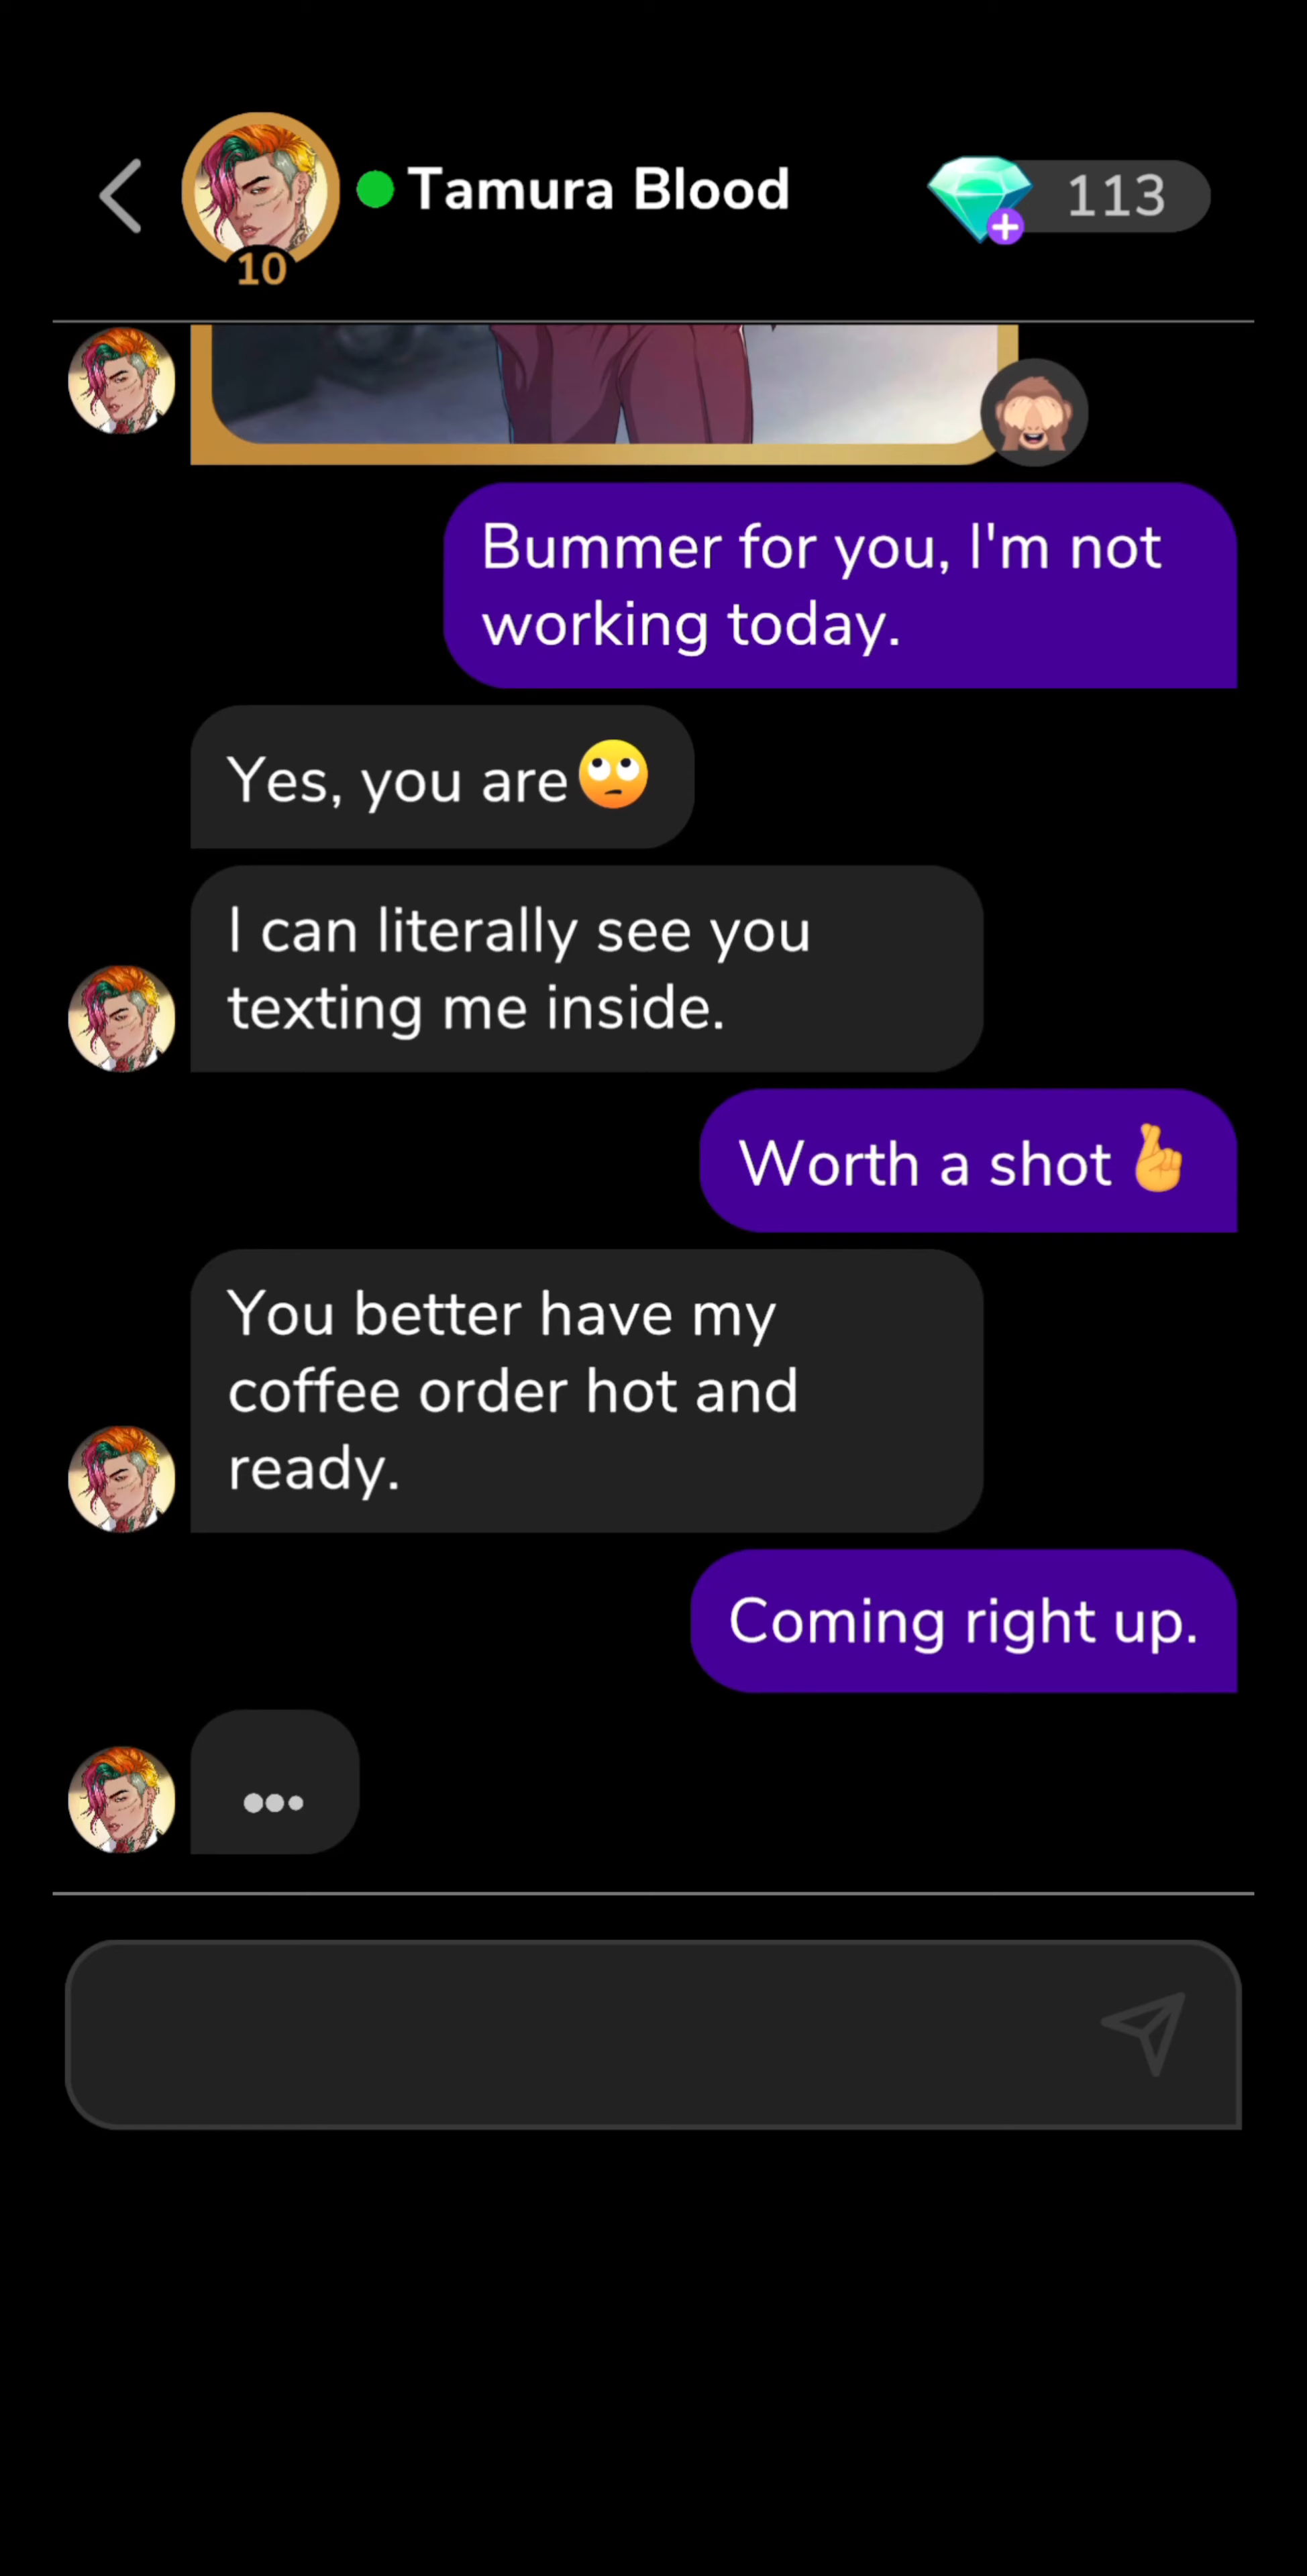 Tamura Blood
113
10
Bummer for you, I'm not
working today.
Yes, you are🙄
I can literally see you
texting me inside.
Worth a shot 🤞
You better have my
coffee order hot and
ready.
Coming right up.